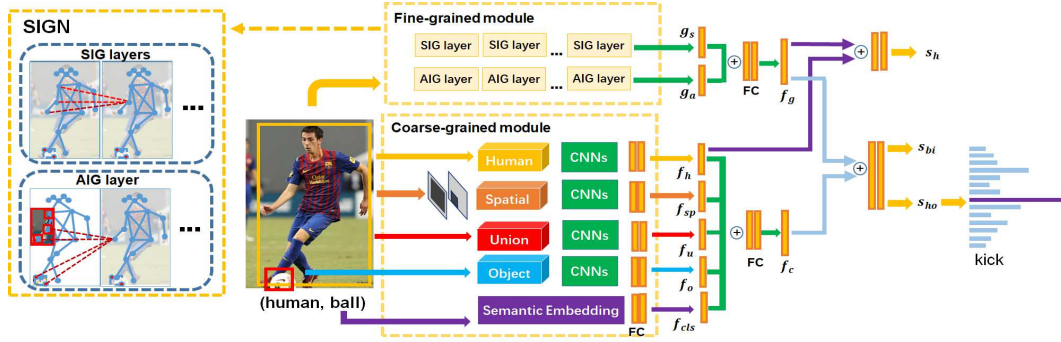 SIGN
SIG layers
...
AIG layer
...
Fine-grained module
SIG layer SIG layer ... SIG layer
AIG layer AIG layer ... AIG layer
g_s
g_a
FC
f_g
s_h
Coarse-grained module
Human CNNs
f_h
Spatial CNNs
f_sp
Union CNNs
f_u
Object CNNs
f_o
Semantic Embedding
FC
f_cls
FC
f_c
s_bi
s_ho
kick
(human, ball)